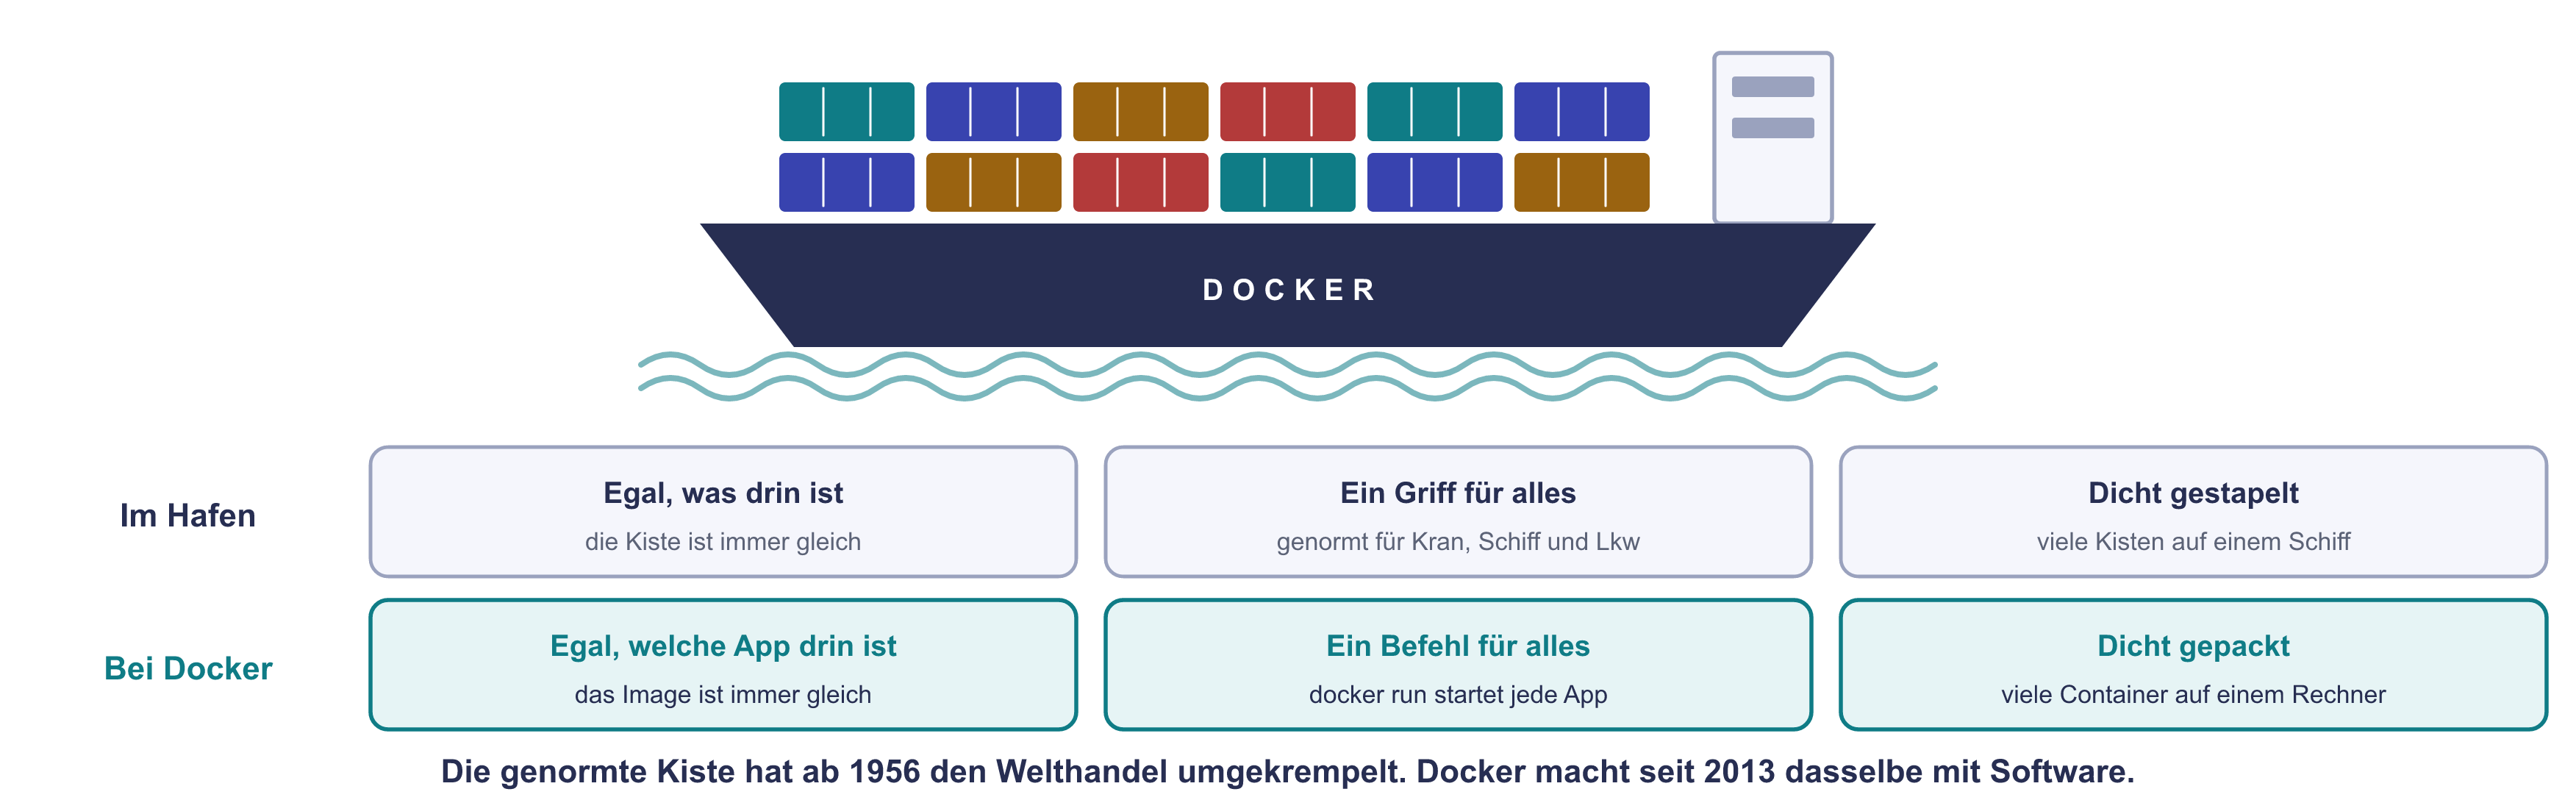 DOCKER
Im Hafen
Egal, was drin ist
die Kiste ist immer gleich
Ein Griff für alles
genormt für Kran, Schiff und Lkw
Dicht gestapelt
viele Kisten auf einem Schiff
Bei Docker
Egal, welche App drin ist
das Image ist immer gleich
Ein Befehl für alles
docker run startet jede App
Dicht gepackt
viele Container auf einem Rechner
Die genormte Kiste hat ab 1956 den Welthandel umgekrempelt. Docker macht seit 2013 dasselbe mit Software.